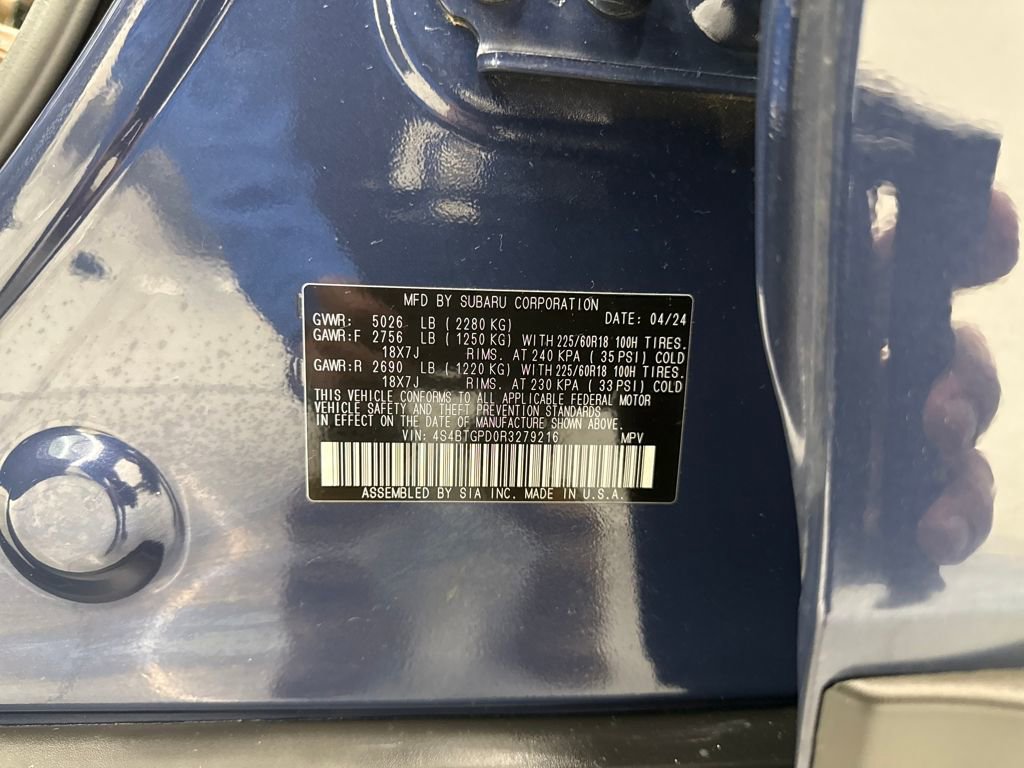 MFD BY SUBARU CORPORATION
GVWR: 5026 LB (2280 KG) DATE: 04/24
GAWR:F 2756 LB (1250 KG) WITH 225/60R18 100H TIRES.
18X7J RIMS. AT 240 KPA (35 PSI) COLD
GAWR:R 2690 LB (1220 KG) WITH 225/60R18 100H TIRES.
18X7J RIMS. AT 230 KPA (33 PSI) COLD
THIS VEHICLE CONFORMS TO ALL APPLICABLE FEDERAL MOTOR
VEHICLE SAFETY AND THEFT PREVENTION STANDARDS
IN EFFECT ON THE DATE OF MANUFACTURE SHOWN ABOVE.
VIN: 4S4BTGPD0R3279216 MPV
ASSEMBLED BY SIA INC. MADE IN U.S.A.